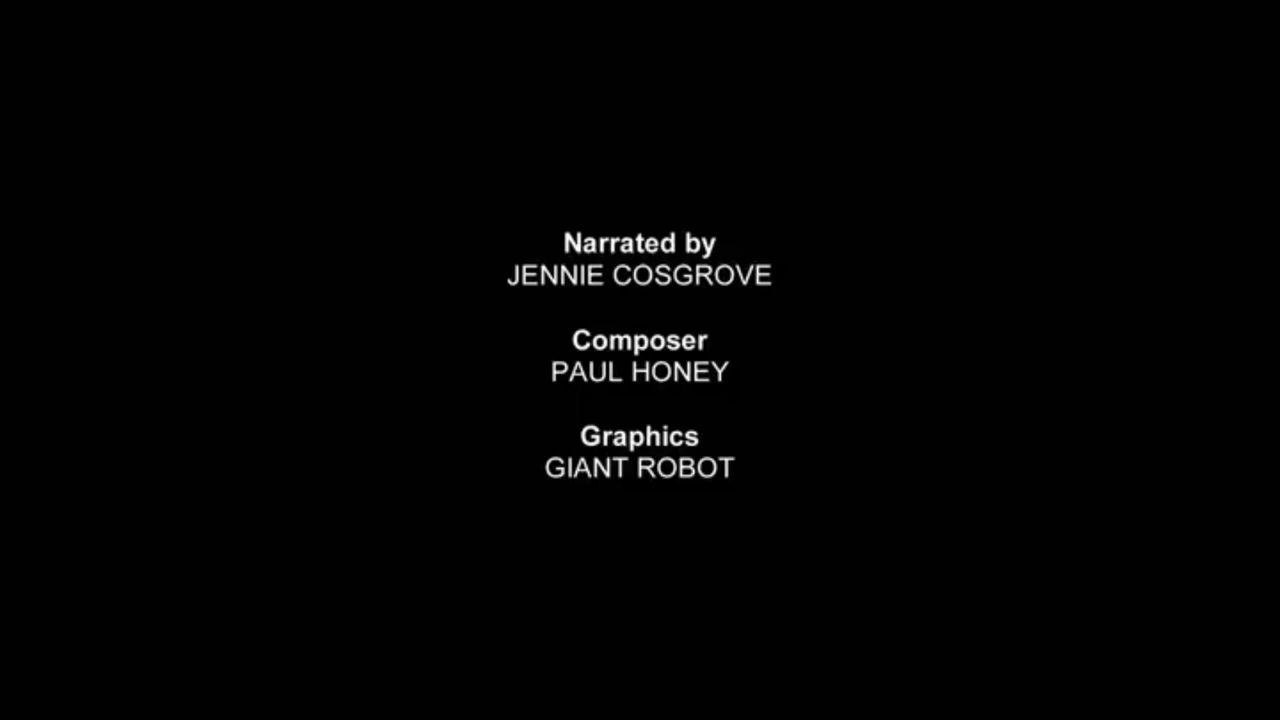 Narrated by
JENNIE COSGROVE
Composer
PAUL HONEY
Graphics
GIANT ROBOT